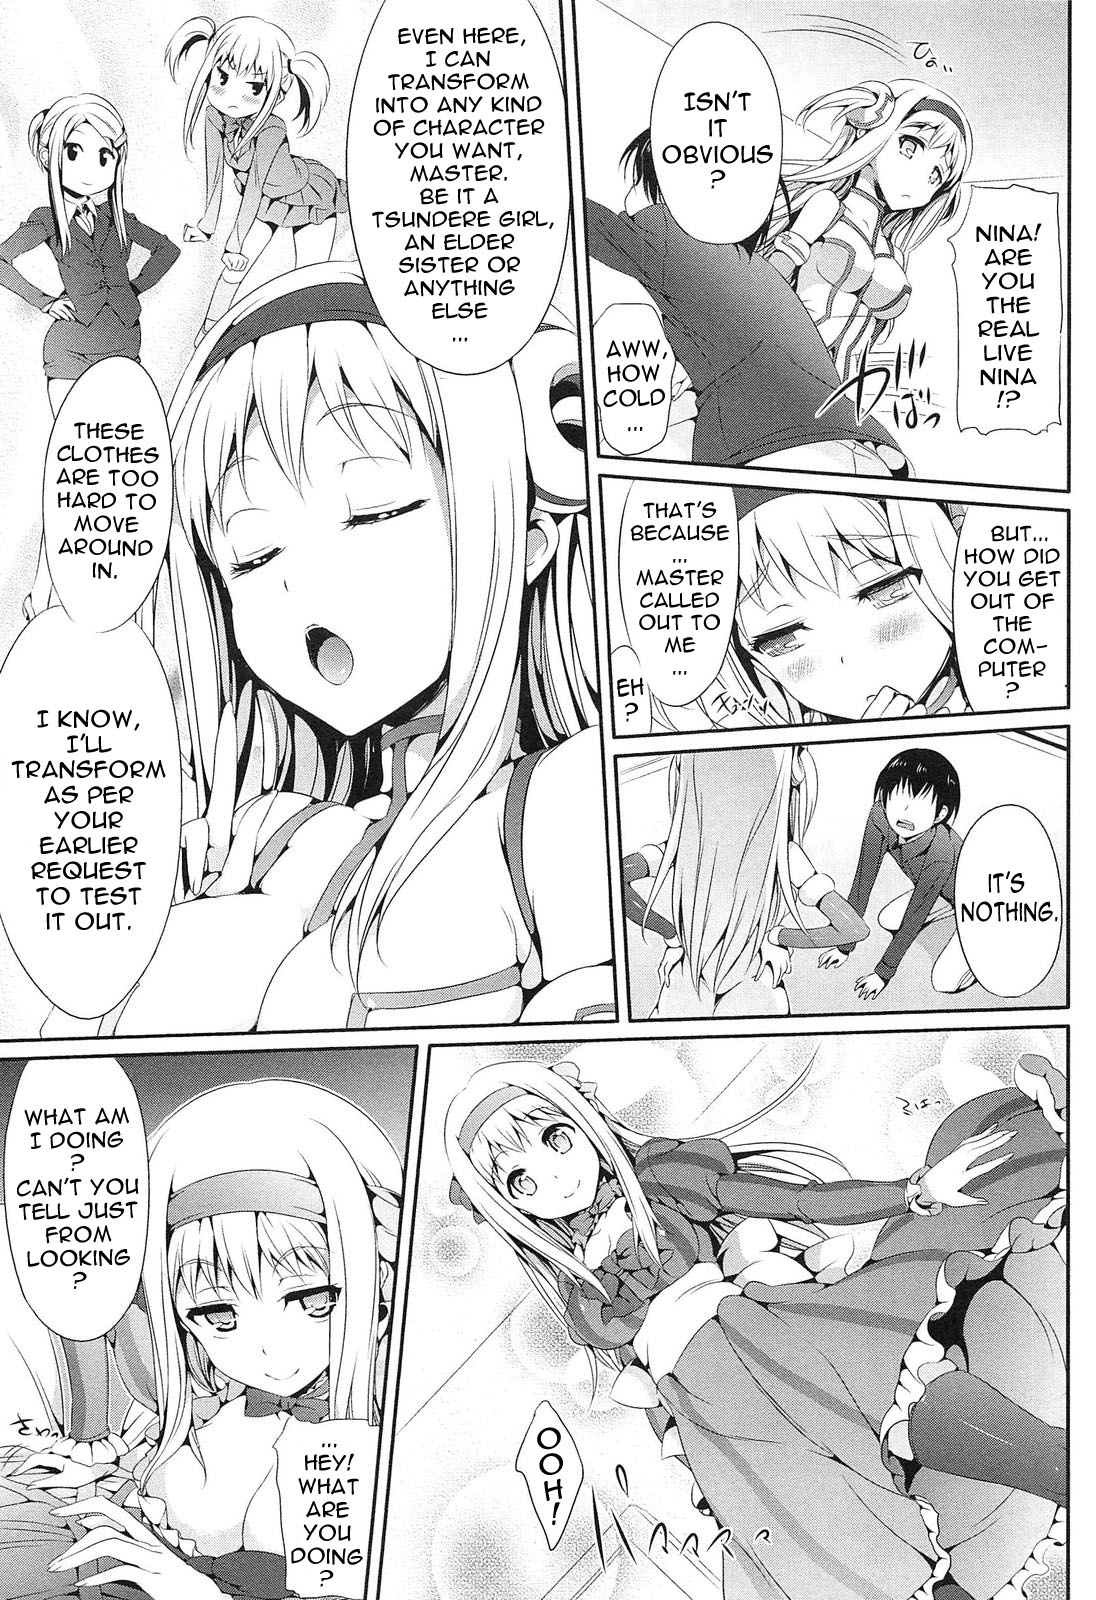 NINA!
ARE
YOU
THE
REAL
LIVE
NINA
!?
ISN'T
IT
OBVIOUS
?
AWW,
HOW
COLD
...
BUT...
HOW DID
YOU GET
OUT OF
THE
COM-
PUTER
?
THAT'S
BECAUSE
...
MASTER
CALLED
OUT TO
ME
...
EH
?
IT'S
NOTHING.
EVEN HERE,
I CAN
TRANSFORM
INTO ANY KIND
OF CHARACTER
YOU WANT,
MASTER.
BE IT A
TSUNDERE GIRL,
AN ELDER
SISTER OR
ANYTHING
ELSE
...
THESE
CLOTHES
ARE TOO
HARD TO
MOVE
AROUND
IN.
I KNOW,
I'LL
TRANSFORM
AS PER
YOUR
EARLIER
REQUEST
TO TEST
IT OUT.
OOH!
...
HEY!
WHAT
ARE
YOU
DOING
?
WHAT AM
I DOING
?
CAN'T YOU
TELL JUST
FROM
LOOKING
?